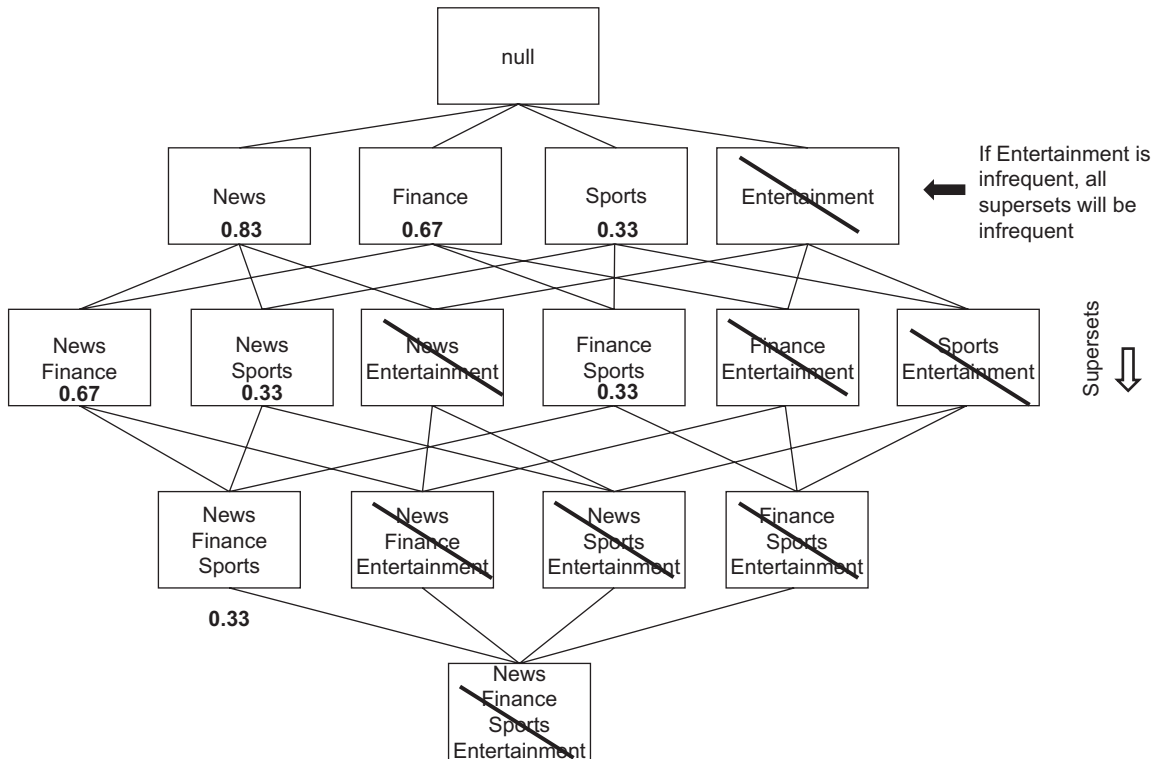 null
News
0.83
Finance
0.67
Sports
0.33
Entertainment
If Entertainment is
infrequent, all
supersets will be
infrequent
News
Finance
0.67
News
Sports
0.33
News
Entertainment
Finance
Sports
0.33
Finance
Entertainment
Sports
Entertainment
Supersets
News
Finance
Sports
0.33
News
Finance
Entertainment
News
Sports
Entertainment
Finance
Sports
Entertainment
News
Finance
Sports
Entertainment